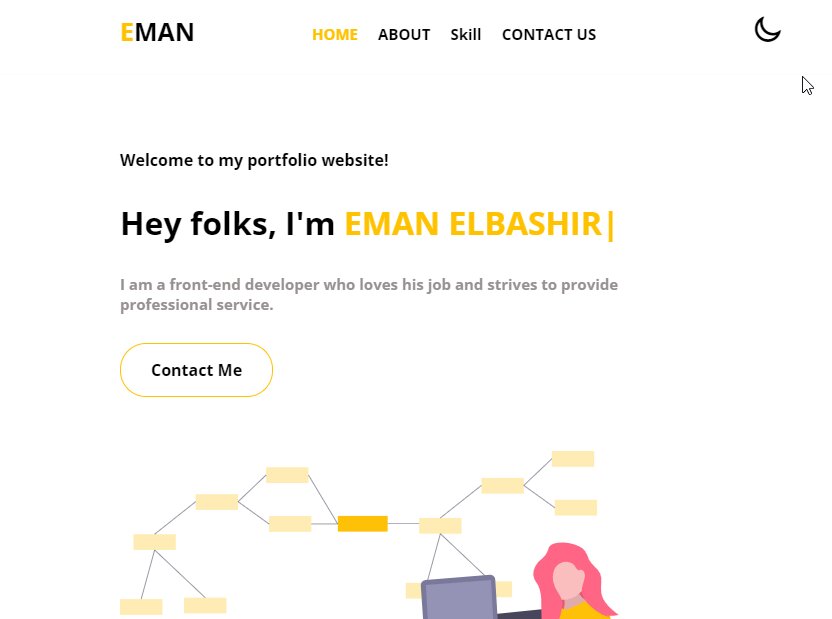 EMAN HOME ABOUT Skill CONTACT US
Welcome to my portfolio website!
Hey folks, I'm EMAN ELBASHIR|
I am a front-end developer who loves his job and strives to provide
professional service.
Contact Me